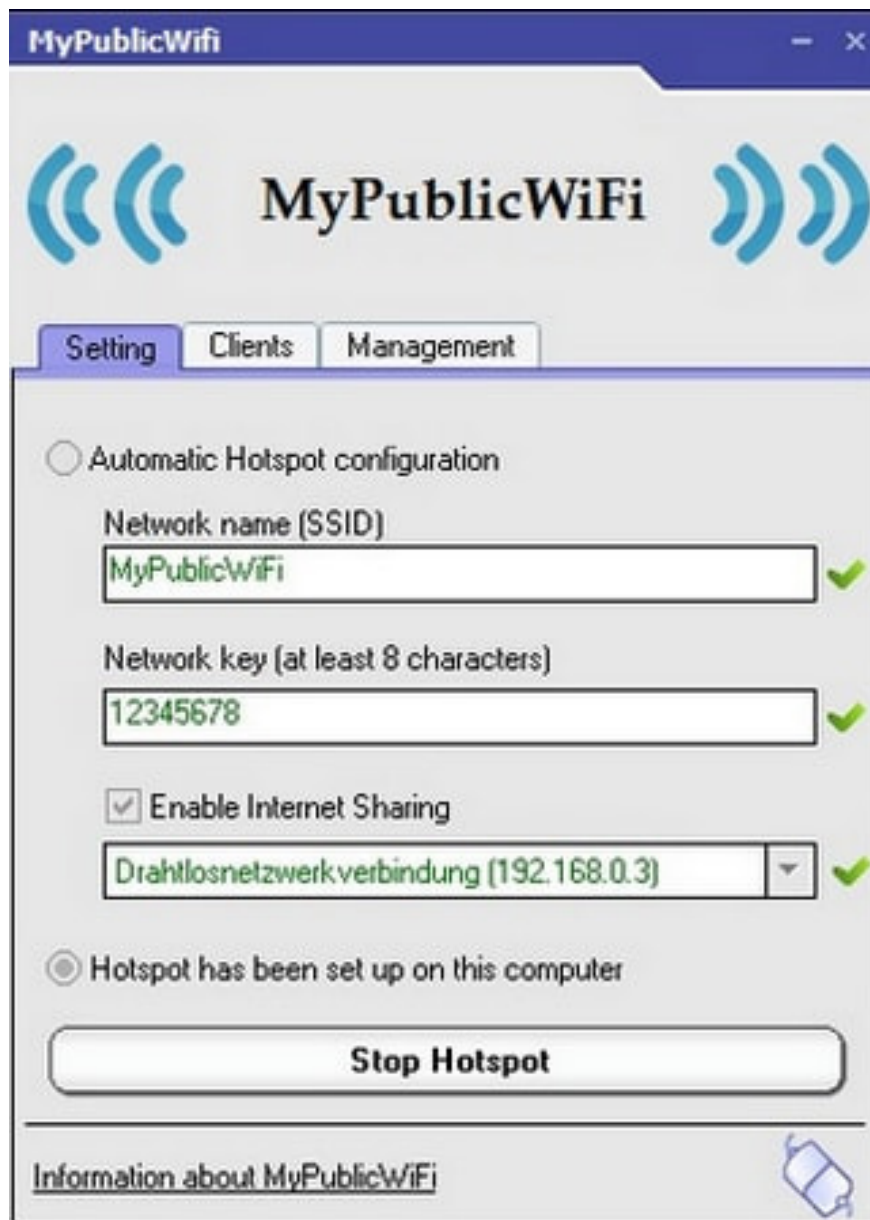 MyPublicWifi
MyPublicWiFi
Setting Clients Management
Automatic Hotspot configuration
Network name (SSID)
MyPublicWiFi
Network key (at least 8 characters)
12345678
Enable Internet Sharing
Drahtlosnetzwerkverbindung (192.168.0.3)
Hotspot has been set up on this computer
Stop Hotspot
Information about MyPublicWiFi